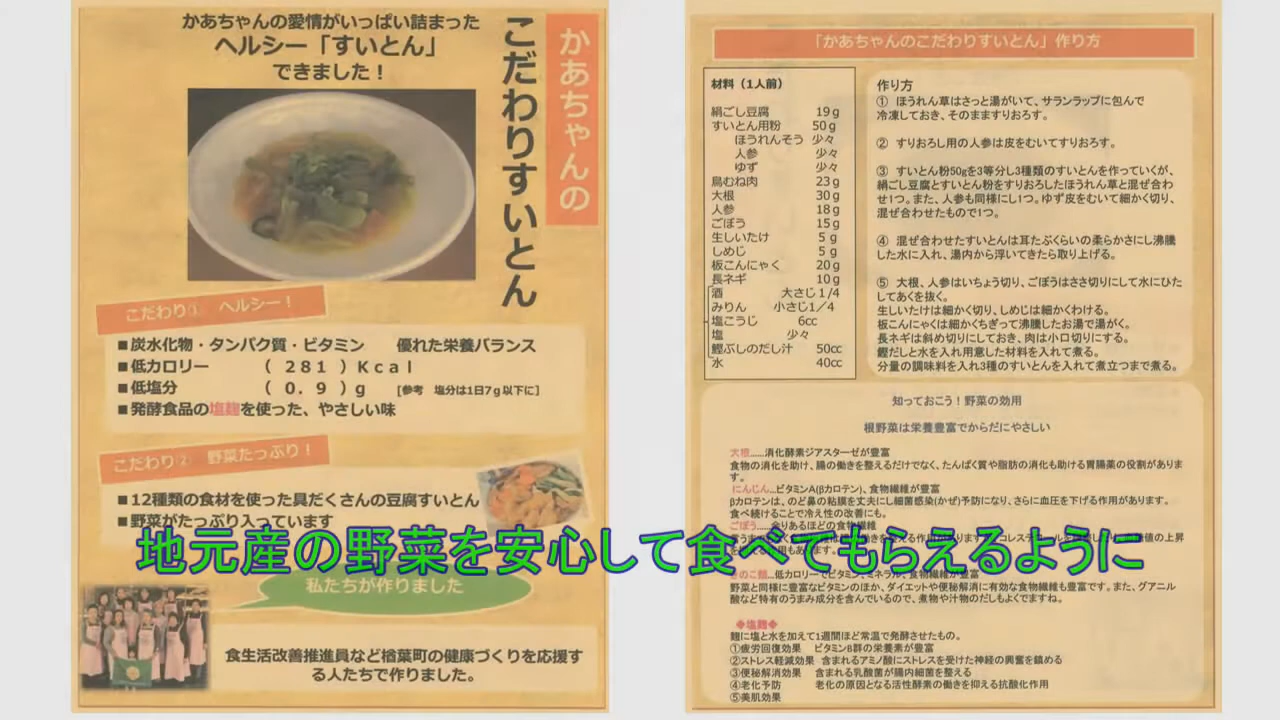 かあちゃんの愛情がいっぱい詰まった
ヘルシー「すいとん」
できました！
かあちゃんの
こだわりすいとん
こだわり① ヘルシー！
■炭水化物・タンパク質・ビタミン 優れた栄養バランス
■低カロリー （２８１）Ｋｃａｌ
■低塩分 （０．９）ｇ [参考 塩分は1日7ｇ以下に]
■発酵食品の塩麹を使った、やさしい味
こだわり② 野菜たっぷり！
■12種類の食材を使った具だくさんの豆腐すいとん
■野菜がたっぷり入っています
私たちが作りました
食生活改善推進員など楢葉町の健康づくりを応援す
る人たちで作りました。
「かあちゃんのこだわりすいとん」作り方
材料（1人前）
絹ごし豆腐 19ｇ
すいとん用粉 50ｇ
ほうれんそう 少々
人参 少々
ゆず 少々
鳥むね肉 23ｇ
大根 30ｇ
人参 18ｇ
ごぼう 15ｇ
生しいたけ 5ｇ
しめじ 5ｇ
板こんにゃく 20ｇ
長ネギ 10ｇ
酒 大さじ1/4
みりん 小さじ1／4
塩こうじ 6cc
塩 少々
鰹ぶしのだし汁 50cc
水 40cc
作り方
① ほうれん草はさっと湯がいて、サランラップに包んで
冷凍しておき、そのまますりおろす。
② すりおろし用の人参は皮をむいてすりおろす。
③ すいとん粉50gを3等分し3種類のすいとんを作っていくが、
絹ごし豆腐とすいとん粉をすりおろしたほうれん草と混ぜ合わ
せ1つ。また、人参も同様にし1つ。ゆず皮をむいて細かく切り、
混ぜ合わせたもので1つ。
④ 混ぜ合わせたすいとんは耳たぶくらいの柔らかさにし沸騰
した水に入れ、湯内から浮いてきたら取り上げる。
⑤ 大根、人参はいちょう切り、ごぼうはささ切りにして水にひた
してあくを抜く。
生しいたけは細かく切り、しめじは細かくわける。
板こんにゃくは細かくちぎって沸騰したお湯で湯がく。
長ネギは斜め切りにしておき、肉は小口切りにする。
鰹だしと水を入れ用意した材料を入れて煮る。
分量の調味料を入れ3種のすいとんを入れて煮立つまで煮る。
知っておこう！野菜の効用
根野菜は栄養豊富でからだにやさしい
大根……消化酵素ジアスターゼが豊富
食物の消化を助け、腸の働きを整えるだけでなく、たんぱく質や脂肪の消化も助ける胃腸薬の役割がありま
す。
にんじん…ビタミンA(βカロテン)、食物繊維が豊富
βカロテンは、のど鼻の粘膜を丈夫にし細菌感染(かぜ)予防になり、さらに血圧を下げる作用があります。
食べ続けることで冷え性の改善にも。
ごぼう……余りあるほどの食物繊維
の上昇
地元産の野菜を安心して食べてもらえるように
きのこ類…低カロリーでビタミン、ミネラル、食物繊維が豊富
野菜と同様に豊富なビタミンのほか、ダイエットや便秘解消に有効な食物繊維も豊富です。また、グアニル
酸など特有のうまみ成分を含んでいるので、煮物や汁物のだしもよくでますね。
◆塩麹◆
麹に塩と水を加えて1週間ほど常温で発酵させたもの。
①疲労回復効果 ビタミンB群の栄養素が豊富
②ストレス軽減効果 含まれるアミノ酸にストレスを受けた神経の興奮を鎮める
③便秘解消効果 含まれる乳酸菌が腸内細菌を整える
④老化予防 老化の原因となる活性酵素の働きを抑える抗酸化作用
⑤美肌効果